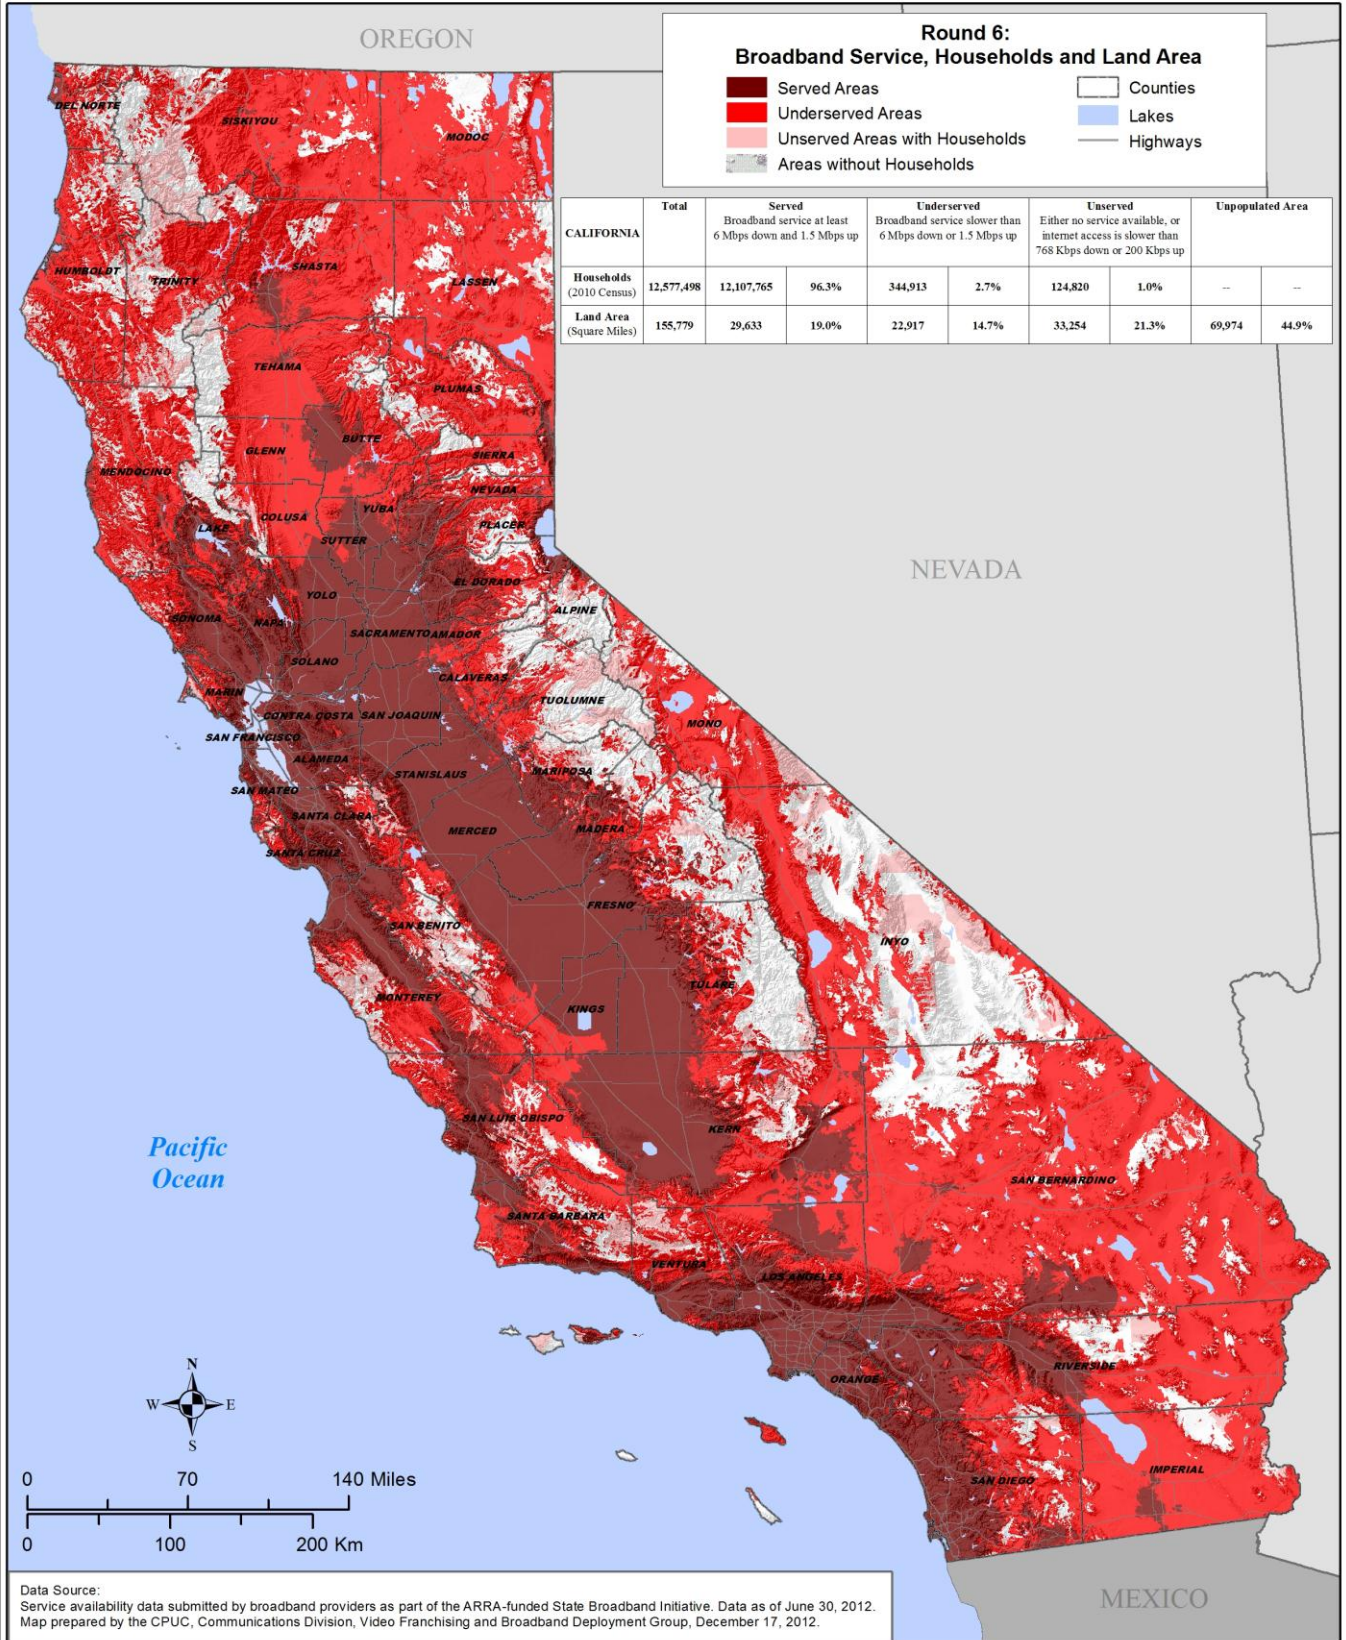 OREGON
Round 6:
Broadband Service, Households and Land Area
Served Areas
Underserved Areas
Unserved Areas with Households
Areas without Households
Counties
Lakes
Highways
CALIFORNIA
Total
Served
Broadband service at least
6 Mbps down and 1.5 Mbps up
Underserved
Broadband service slower than
6 Mbps down or 1.5 Mbps up
Unserved
Either no service available, or
internet access is slower than
768 Kbps down or 200 Kbps up
Unpopulated Area
Households
(2010 Census)
12,577,498 12,107,765 96.3% 344,913 2.7% 124,820 1.0% -- --
Land Area
(Square Miles)
155,779 29,633 19.0% 22,917 14.7% 33,254 21.3% 69,974 44.9%
DEL NORTE
SISKIYOU
MODOC
HUMBOLDT
TRINITY
SHASTA
LASSEN
TEHAMA
PLUMAS
BUTTE
GLENN
SIERRA
MENDOCINO
NEVADA
COLUSA
YUBA
LAKE
SUTTER
PLACER
NEVADA
EL DORADO
YOLO
ALPINE
SONOMA
NAPA
SACRAMENTO
AMADOR
SOLANO
CALAVERAS
MARIN
TUOLUMNE
CONTRA COSTA
SAN JOAQUIN
MONO
SAN FRANCISCO
ALAMEDA
STANISLAUS
MARIPOSA
SAN MATEO
SANTA CLARA
MERCED
MADERA
SANTA CRUZ
FRESNO
SAN BENITO
INYO
MONTEREY
TULARE
KINGS
SAN LUIS OBISPO
KERN
Pacific
Ocean
SAN BERNARDINO
SANTA BARBARA
VENTURA
LOS ANGELES
RIVERSIDE
ORANGE
IMPERIAL
SAN DIEGO
N
W E
S
0 70 140 Miles
0 100 200 Km
MEXICO
Data Source:
Service availability data submitted by broadband providers as part of the ARRA-funded State Broadband Initiative. Data as of June 30, 2012.
Map prepared by the CPUC, Communications Division, Video Franchising and Broadband Deployment Group, December 17, 2012.